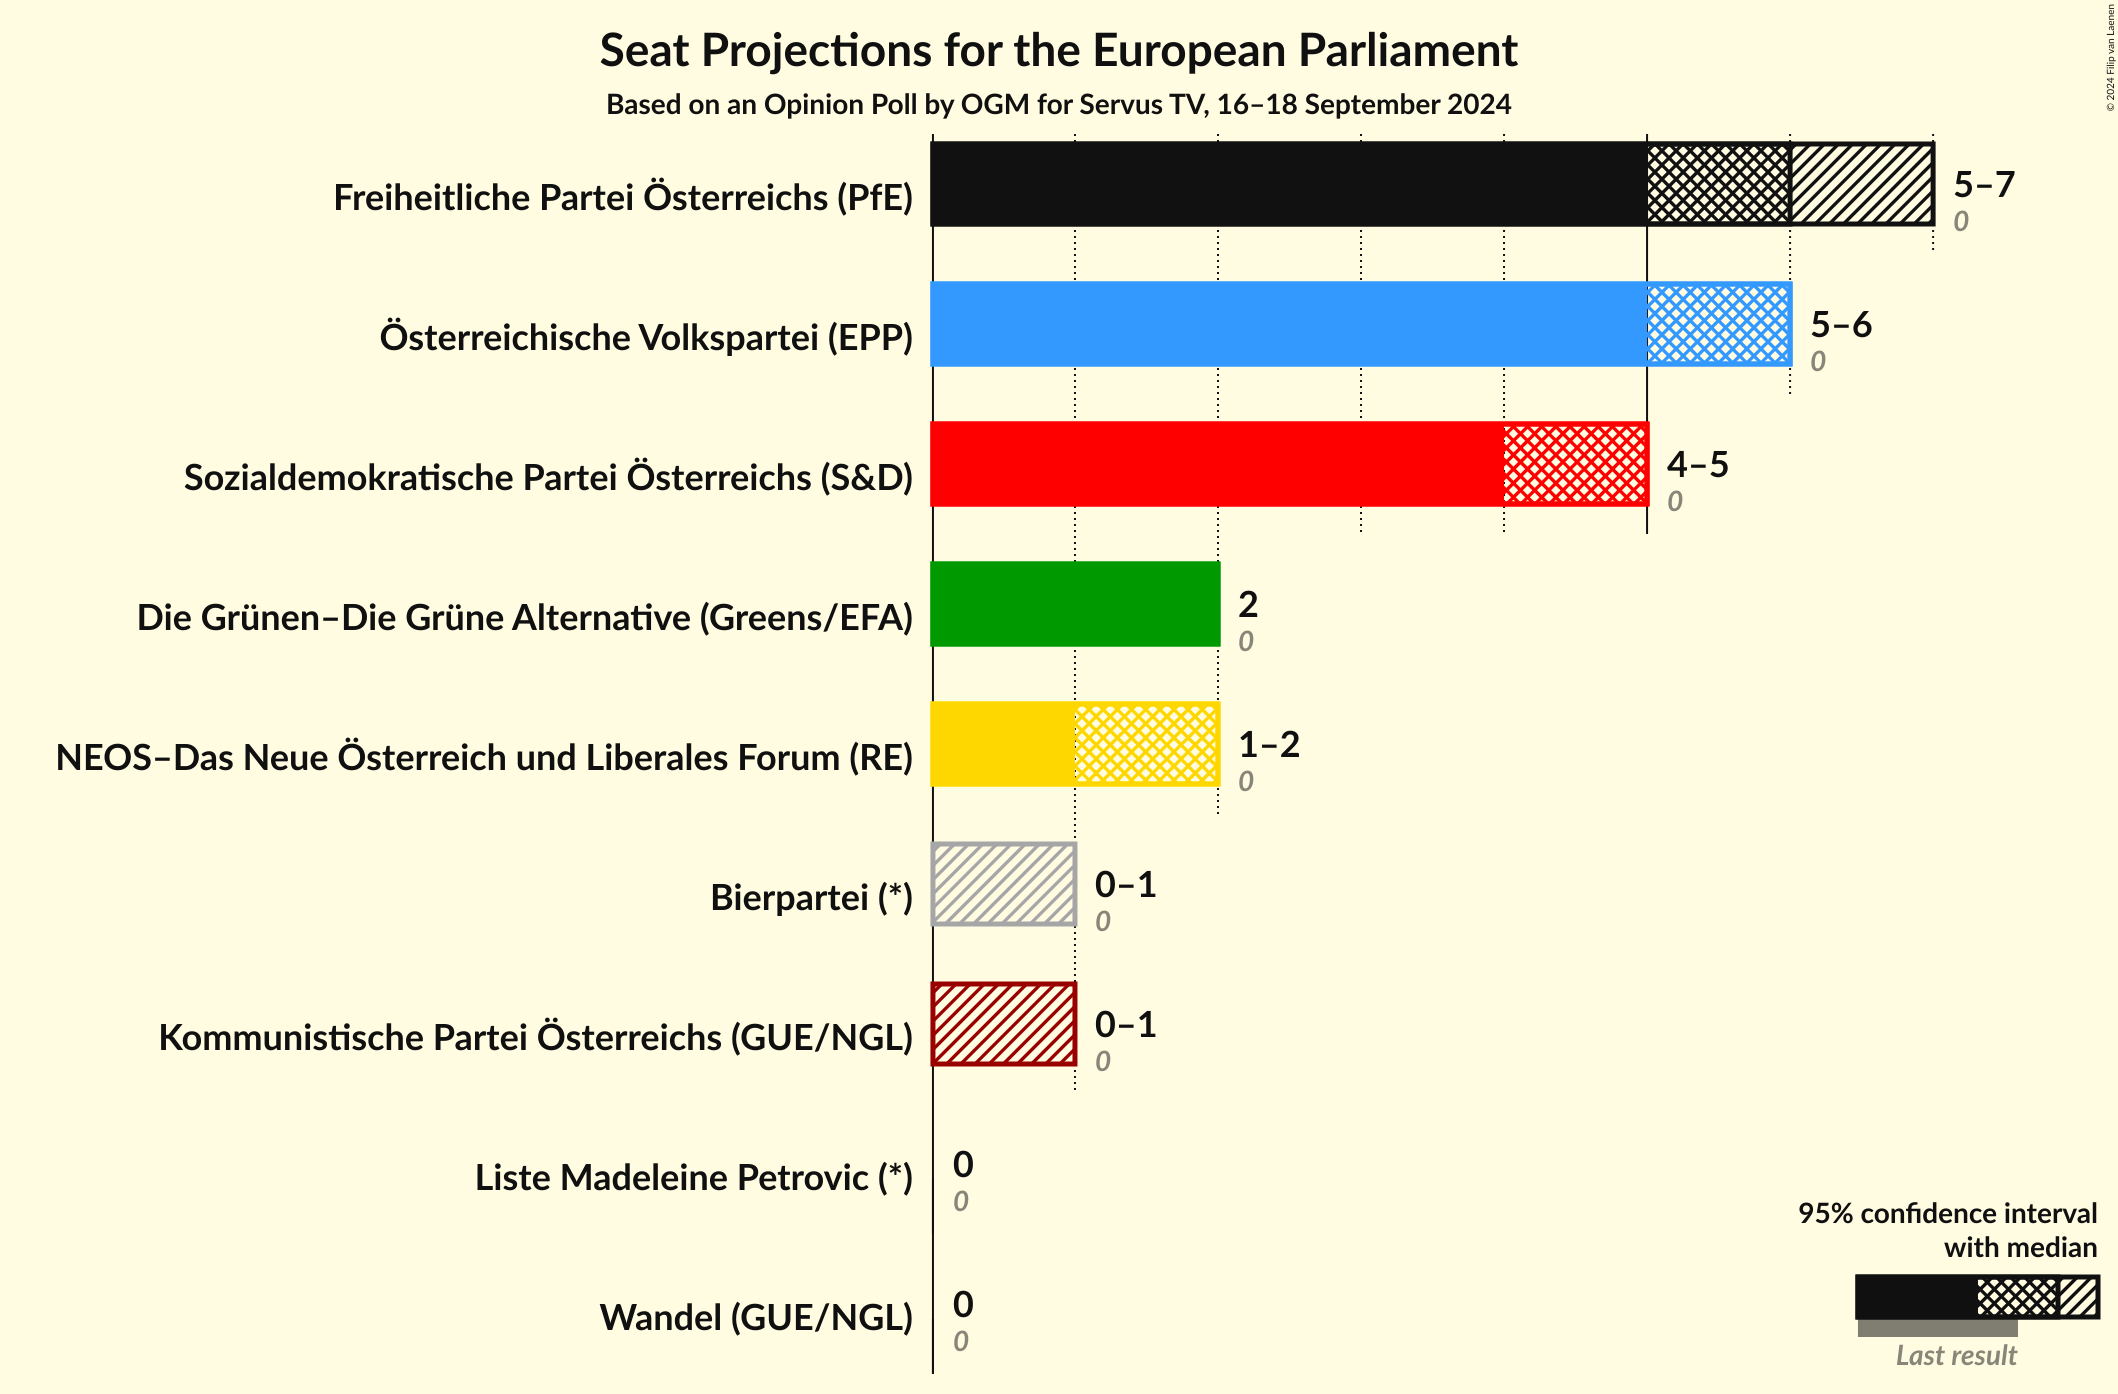 Seat Projections for the European Parliament
Based on an Opinion Poll by OGM for Servus TV, 16–18 September 2024
© 2024 Filip van Laenen
Freiheitliche Partei Österreichs (PfE)
5–7
0
Österreichische Volkspartei (EPP)
5–6
0
Sozialdemokratische Partei Österreichs (S&D)
4–5
0
Die Grünen–Die Grüne Alternative (Greens/EFA)
2
0
NEOS–Das Neue Österreich und Liberales Forum (RE)
1–2
0
Bierpartei (*)
0–1
0
Kommunistische Partei Österreichs (GUE/NGL)
0–1
0
Liste Madeleine Petrovic (*)
0
0
Wandel (GUE/NGL)
0
0
95% confidence interval
with median
Last result